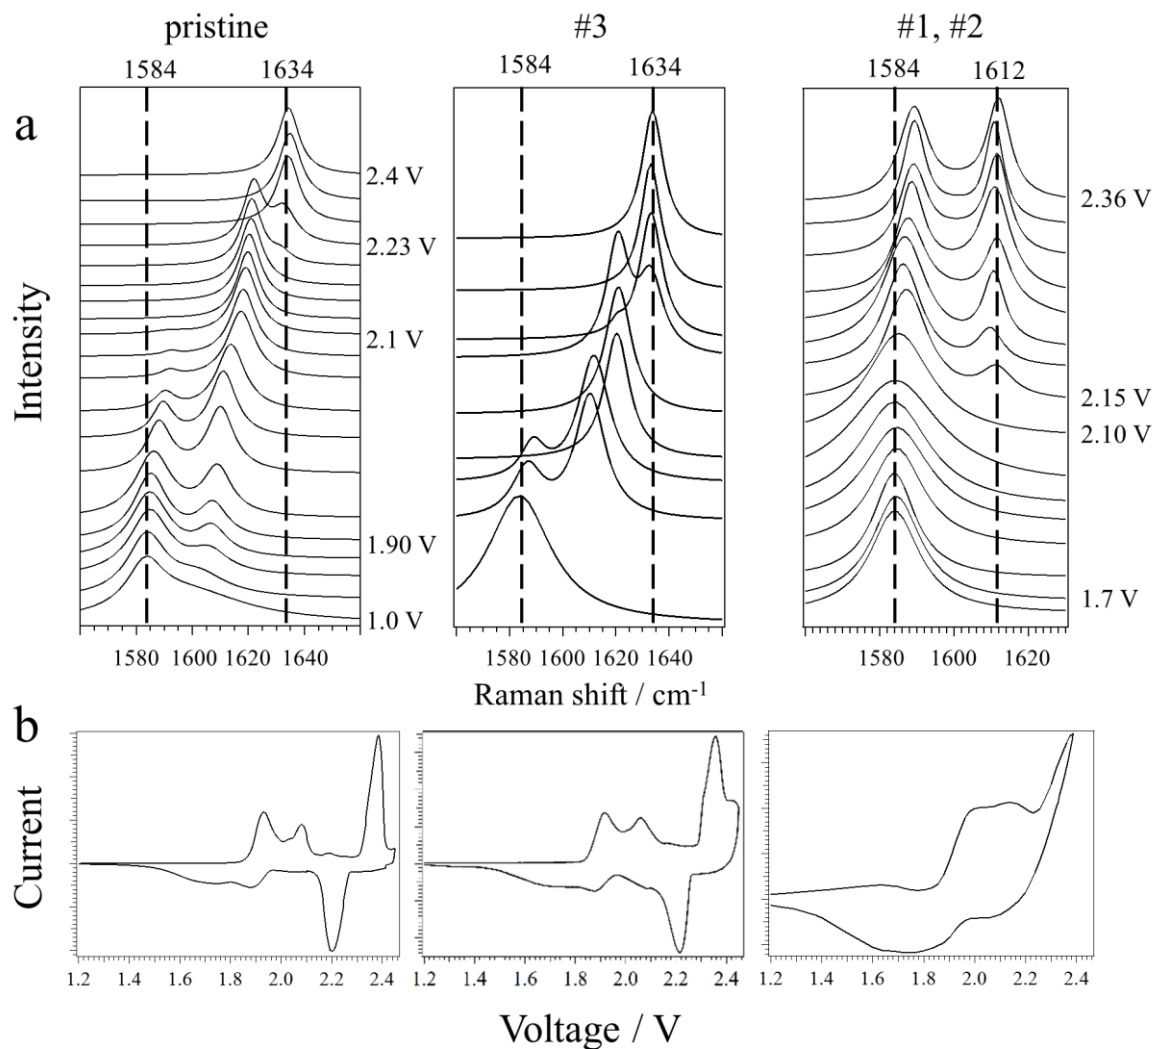 pristine #3 #1, #2
1584 1634 1584 1634 1584 1612
a
2.4 V
2.36 V
2.23 V
2.1 V
2.15 V
2.10 V
1.90 V
1.7 V
1.0 V
Intensity
1580 1600 1620 1640 1580 1600 1620 1640 1580 1600 1620
Raman shift / cm-1
b
Current
1.2 1.4 1.6 1.8 2.0 2.2 2.4 1.2 1.4 1.6 1.8 2.0 2.2 2.4 1.2 1.4 1.6 1.8 2.0 2.2 2.4
Voltage / V